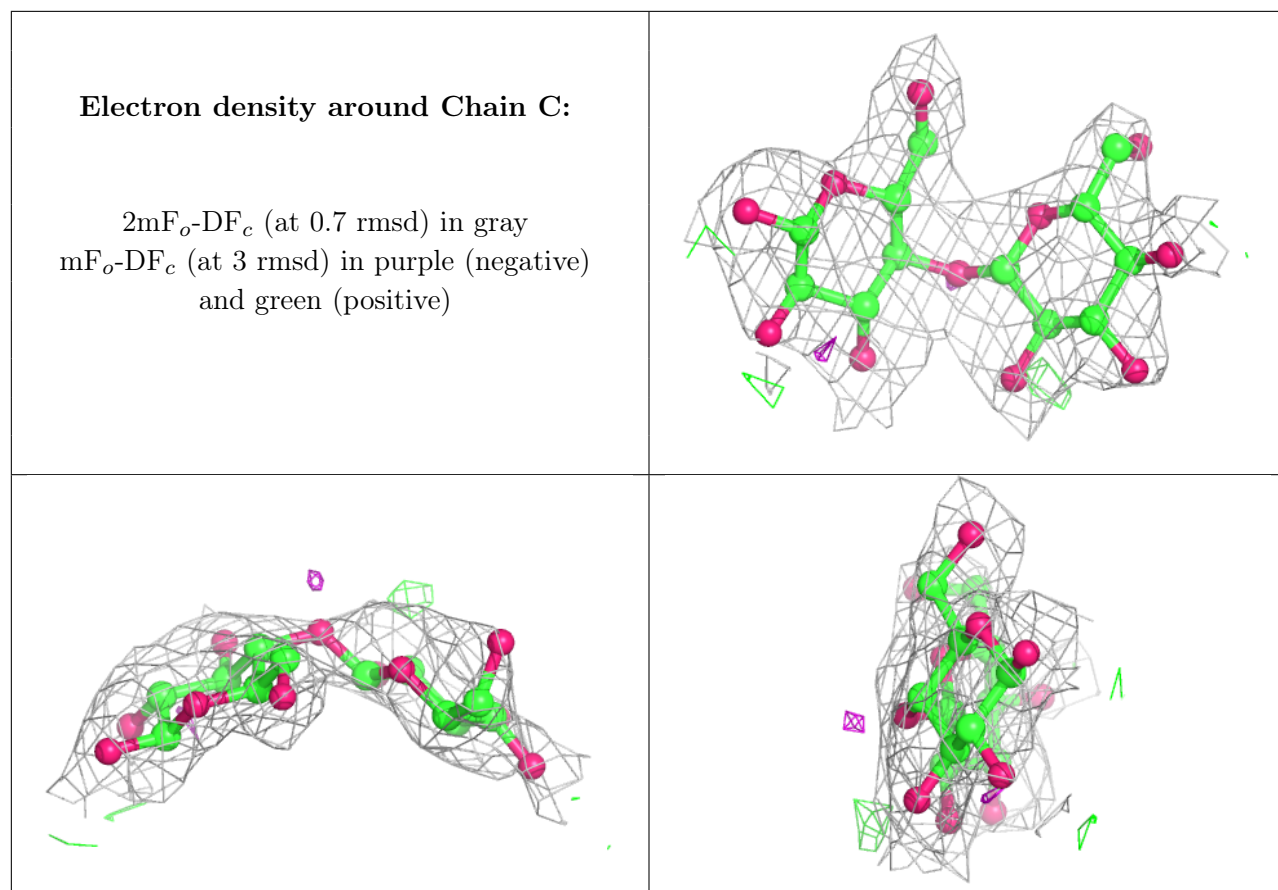 Electron density around Chain C:
2mFₒ-DF𝒸 (at 0.7 rmsd) in gray
mFₒ-DF𝒸 (at 3 rmsd) in purple (negative)
and green (positive)